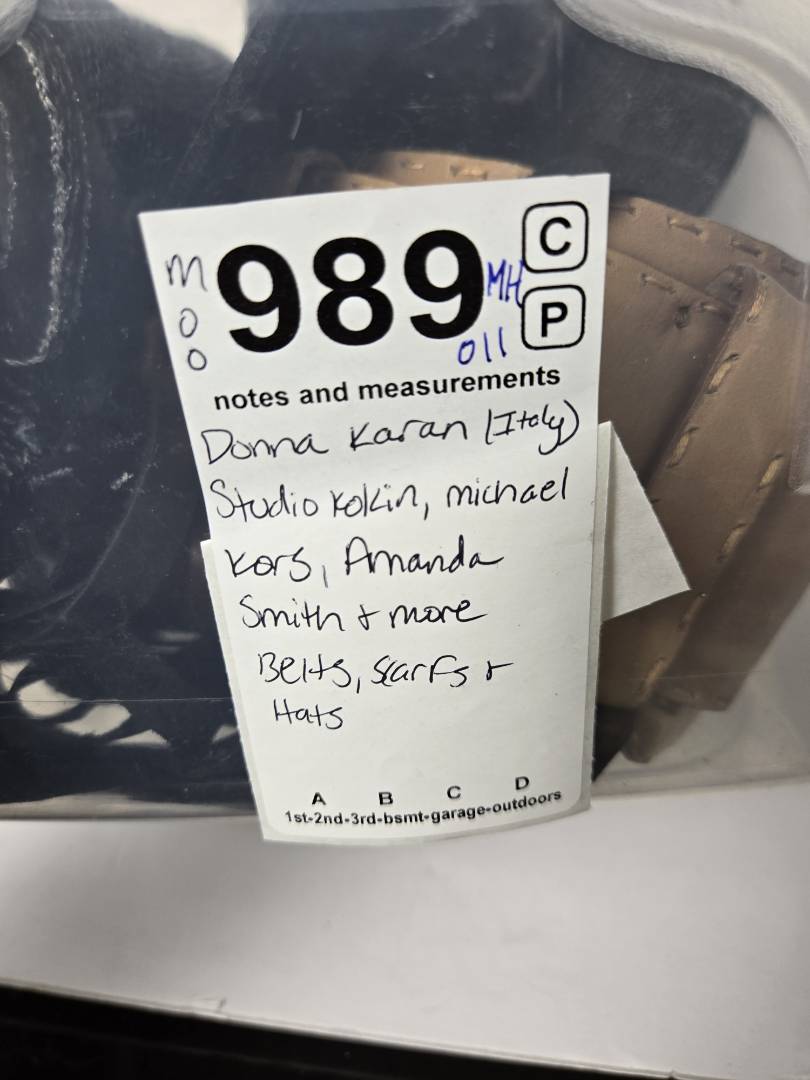 m
o
o
989
MH
011
C
P
notes and measurements
Donna Karan (Italy)
Studio Kokin, michael
Kors, Amanda
Smith + more
Belts, Scarfs +
Hats
A B C D
1st-2nd-3rd-bsmt-garage-outdoors